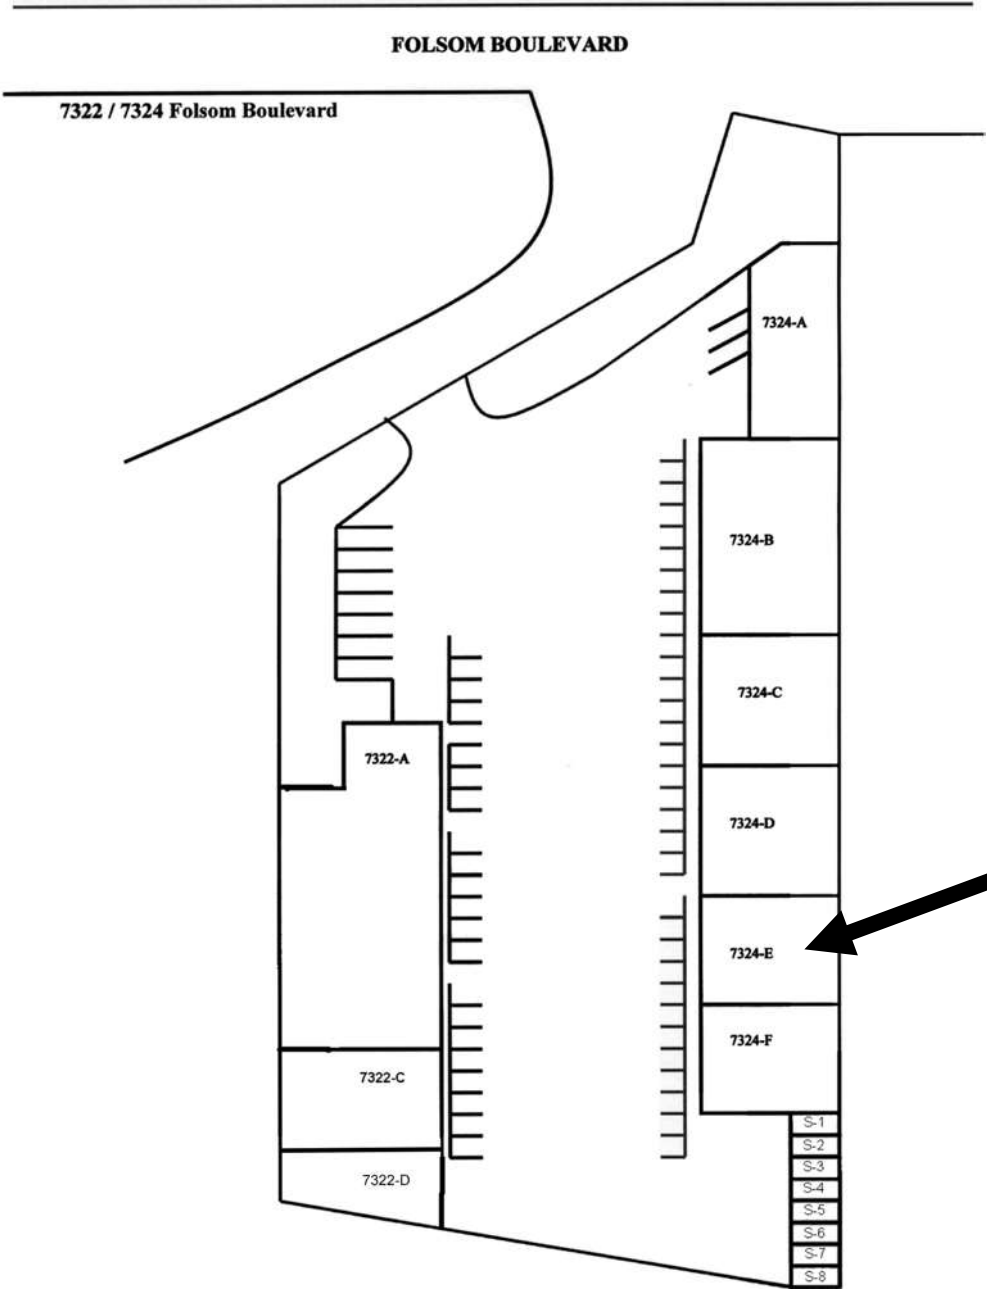 FOLSOM BOULEVARD
7322 / 7324 Folsom Boulevard
7324-A
7324-B
7324-C
7322-A
7324-D
7324-E
7324-F
7322-C
S-1
S-2
S-3
7322-D
S-4
S-5
S-6
S-7
S-8